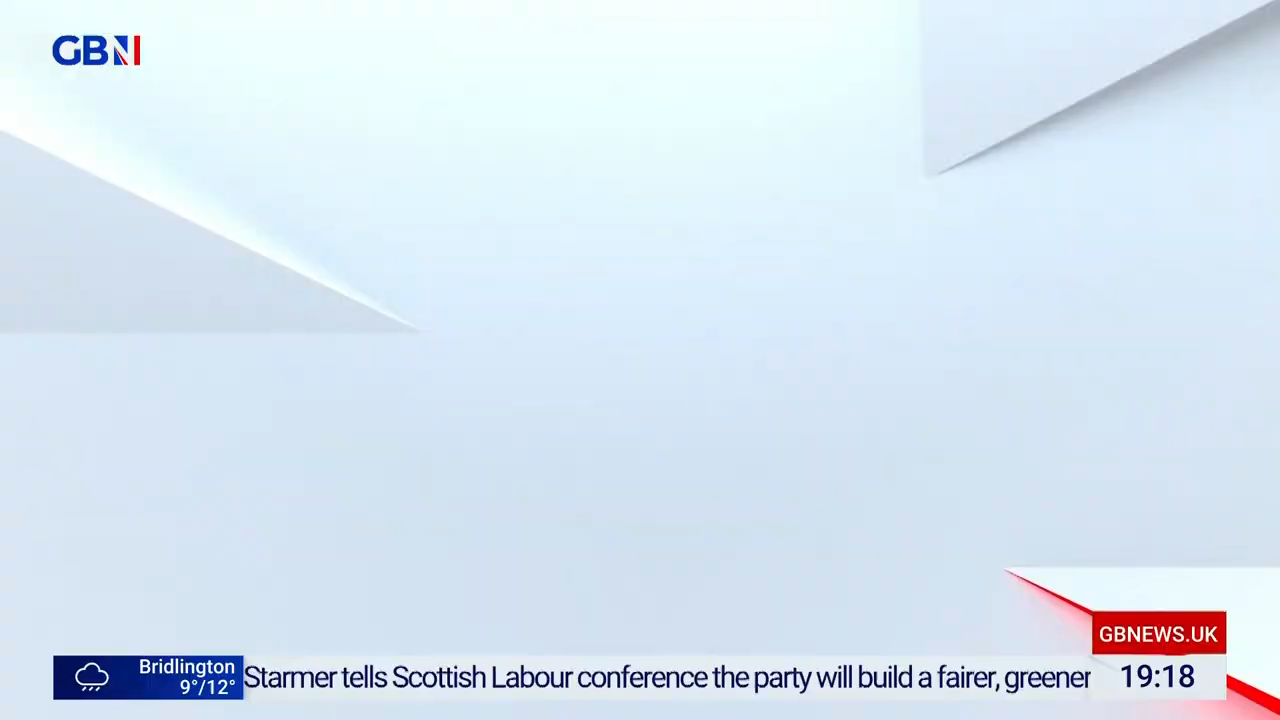 GBN
GBNEWS.UK
Bridlington
9°/12°
Starmer tells Scottish Labour conference the party will build a fairer, greener
19:18